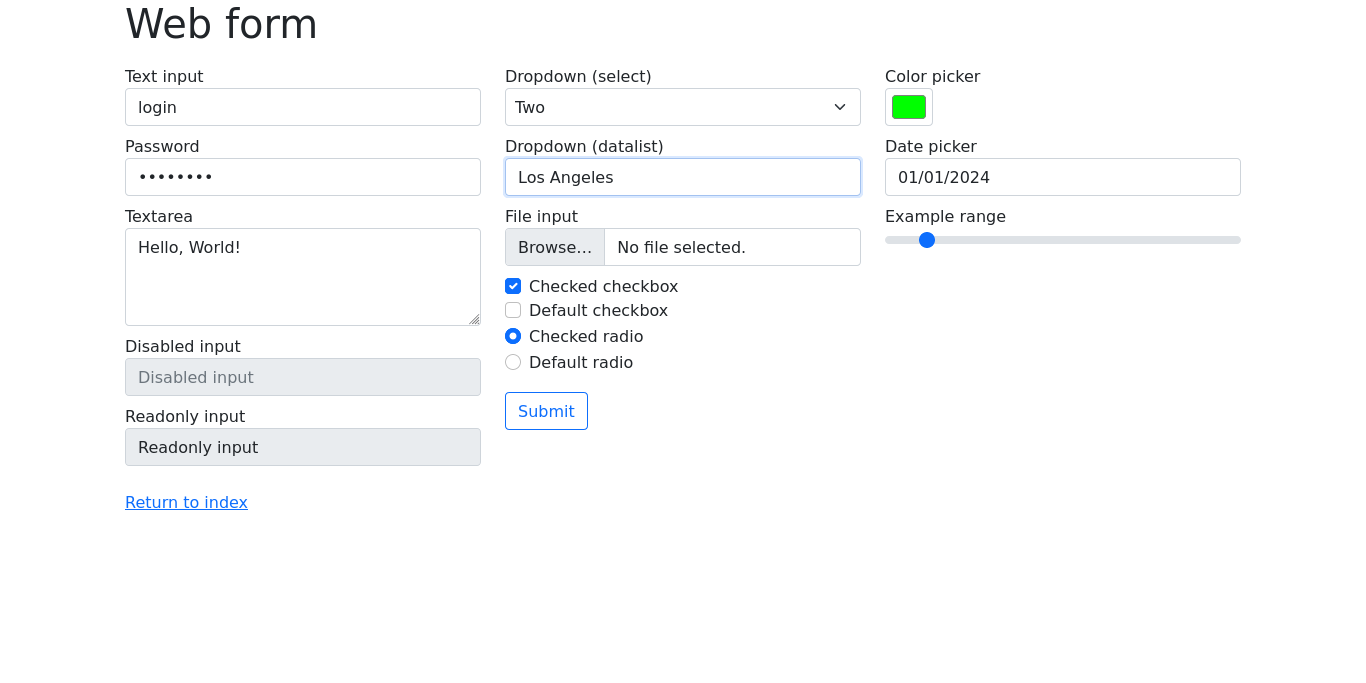 Web form
Text input
login
Password
••••••••
Textarea
Hello, World!
Disabled input
Disabled input
Readonly input
Readonly input
Return to index
Dropdown (select)
Two
Dropdown (datalist)
Los Angeles
File input
Browse... No file selected.
Checked checkbox
Default checkbox
Checked radio
Default radio
Submit
Color picker
Date picker
01/01/2024
Example range